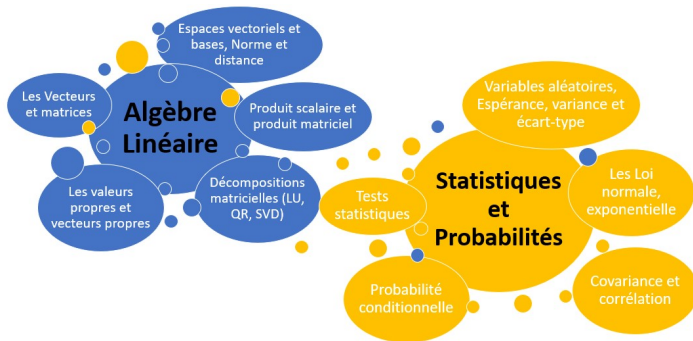 Espaces vectoriels et
bases, Norme et
distance
Les Vecteurs
et matrices
Algèbre
Linéaire
Produit scalaire et
produit matriciel
Les valeurs
propres et
vecteurs propres
Décompositions
matricielles (LU,
QR, SVD)
Variables aléatoires,
Espérance, variance et
écart-type
Tests
statistiques
Statistiques
et
Probabilités
Les Loi
normale,
exponentielle
Probabilité
conditionnelle
Covariance et
corrélation